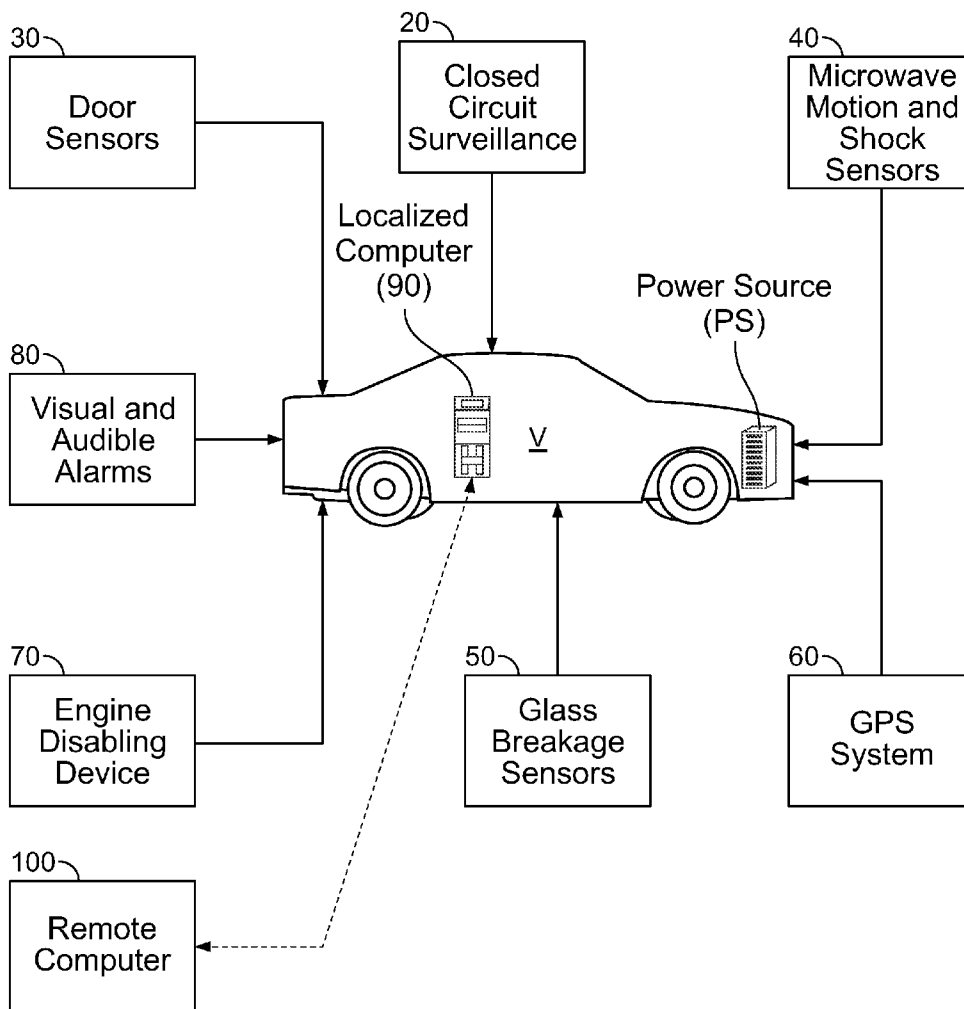 30
Door
Sensors
20
Closed
Circuit
Surveillance
40
Microwave
Motion and
Shock
Sensors
Localized
Computer
(90)
Power Source
(PS)
80
Visual and
Audible
Alarms
V
70
Engine
Disabling
Device
50
Glass
Breakage
Sensors
60
GPS
System
100
Remote
Computer